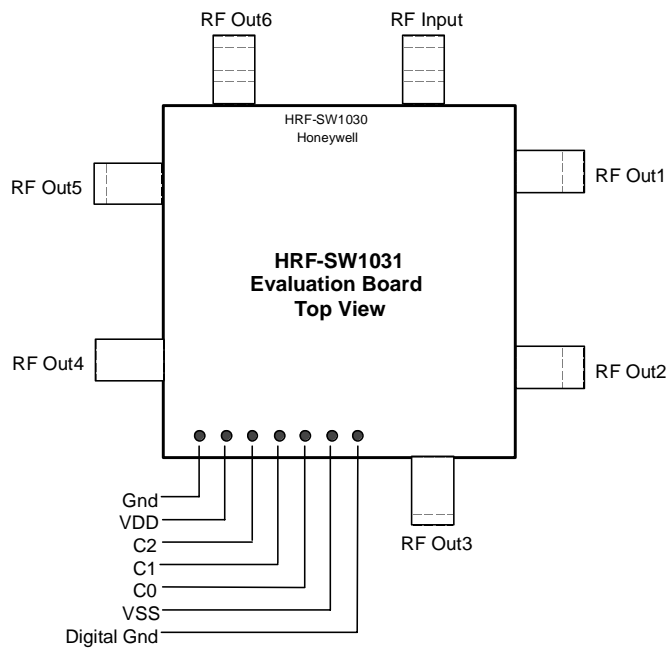 RF Out6
RF Input
HRF-SW1030
Honeywell
RF Out5
RF Out1
HRF-SW1031
Evaluation Board
Top View
RF Out4
RF Out2
Gnd
VDD
C2
C1
C0
VSS
Digital Gnd
RF Out3